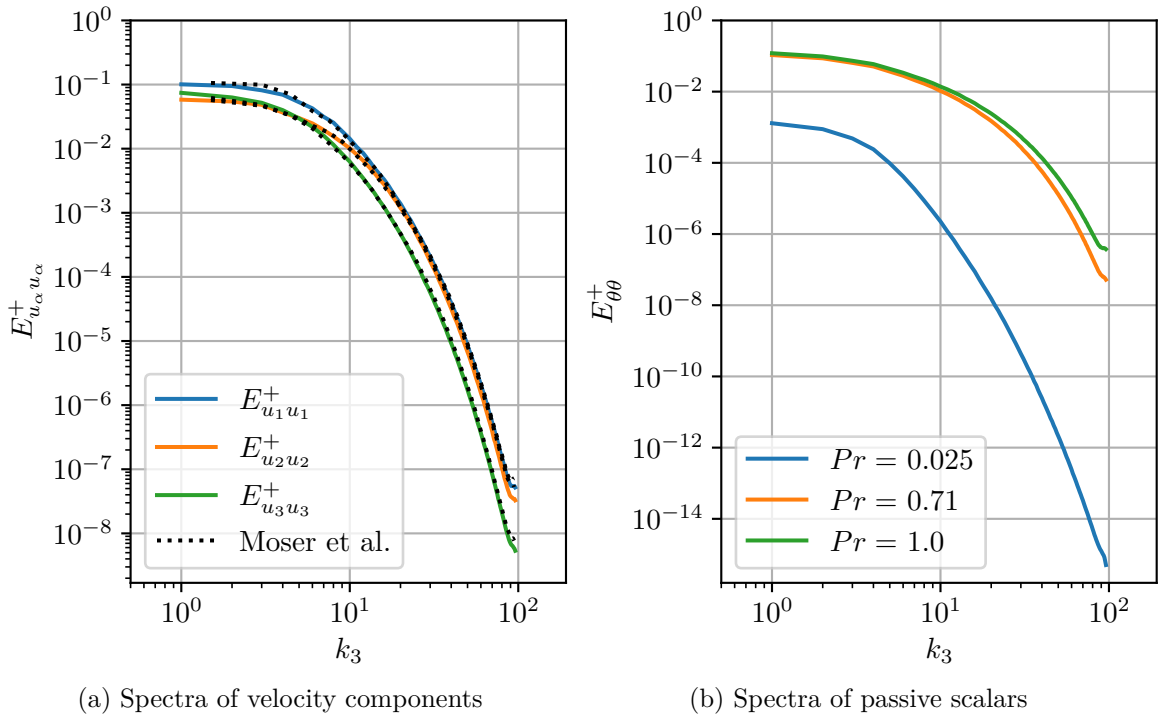 10^0
10^{-1}
10^{-2}
10^{-3}
10^{-4}
10^{-5}
10^{-6}
10^{-7}
10^{-8}
E^+_{u_α u_α}
E^+_{u_1 u_1}
E^+_{u_2 u_2}
E^+_{u_3 u_3}
Moser et al.
10^0 10^1 10^2
k_3
(a) Spectra of velocity components
10^0
10^{-2}
10^{-4}
10^{-6}
10^{-8}
10^{-10}
10^{-12}
10^{-14}
E^+_{θθ}
Pr = 0.025
Pr = 0.71
Pr = 1.0
10^0 10^1 10^2
k_3
(b) Spectra of passive scalars